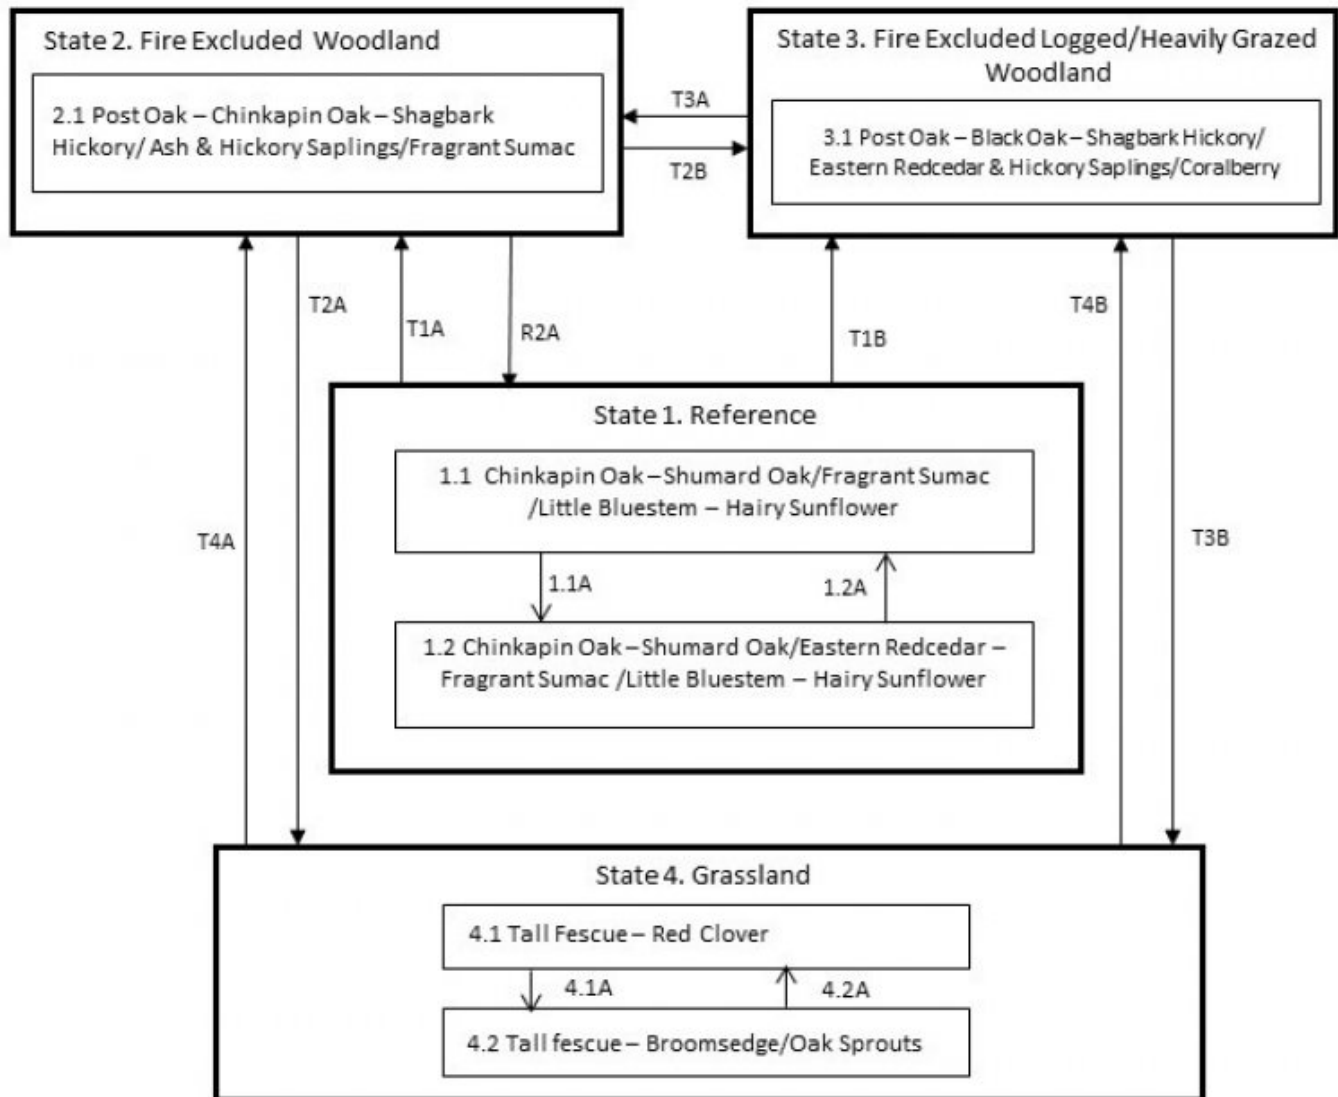 State 2. Fire Excluded Woodland
2.1 Post Oak – Chinkapin Oak – Shagbark
Hickory/ Ash & Hickory Saplings/Fragrant Sumac
State 3. Fire Excluded Logged/Heavily Grazed
Woodland
3.1 Post Oak – Black Oak – Shagbark Hickory/
Eastern Redcedar & Hickory Saplings/Coralberry
T3A
T2B
T2A
T1A
R2A
T1B
T4B
State 1. Reference
1.1 Chinkapin Oak – Shumard Oak/Fragrant Sumac
/Little Bluestem – Hairy Sunflower
T4A
T3B
1.1A
1.2A
1.2 Chinkapin Oak – Shumard Oak/Eastern Redcedar –
Fragrant Sumac /Little Bluestem – Hairy Sunflower
State 4. Grassland
4.1 Tall Fescue – Red Clover
4.1A
4.2A
4.2 Tall fescue – Broomsedge/Oak Sprouts